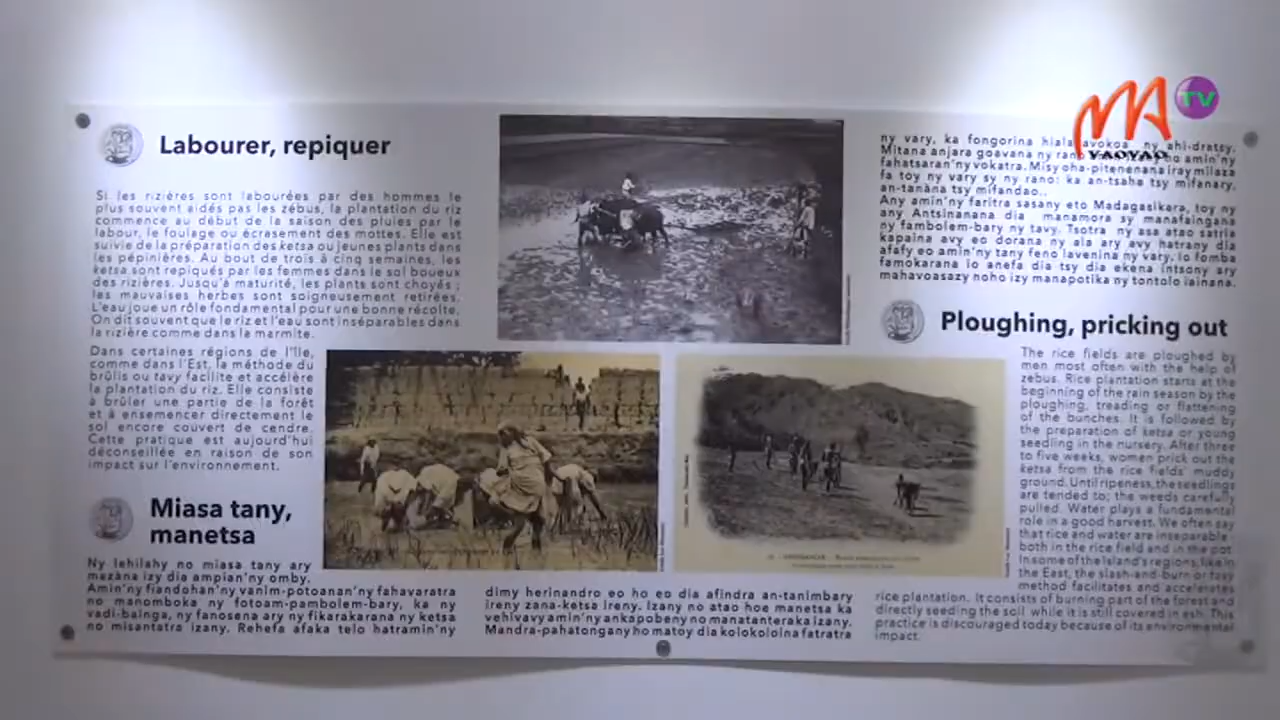 Labourer, repiquer
Si les rizières sont labourées par des hommes le
plus souvent aidés pas les zébus, la plantation du riz
commence au début de la saison des pluies par le
labour, le foulage ou écrasement des mottes. Elle est
suivie de la préparation des ketsa ou jeunes plants dans
les pépinières. Au bout de trois à cinq semaines, les
ketsa sont repiqués par les femmes dans le sol boueux
des rizières. Jusqu'à maturité, les plants sont choyés ;
les mauvaises herbes sont soigneusement retirées.
L'eau joue un rôle fondamental pour une bonne récolte.
On dit souvent que le riz et l'eau sont inséparables dans
la rizière comme dans la marmite.
Dans certaines régions de l'île,
comme dans l'Est, la méthode du
brûlis ou tavy facilite et accélère
la plantation du riz. Elle consiste
à brûler une partie de la forêt
et à ensemencer directement le
sol encore couvert de cendre.
Cette pratique est aujourd'hui
déconseillée en raison de son
impact sur l'environnement.
Miasa tany,
manetsa
Ny lehilahy no miasa tany ary
mazàna izy dia ampian'ny omby.
Amin'ny fiandohan'ny vanim-potoanan'ny fahavaratra
no manomboka ny fotoam-pambolem-bary, ka ny
vadi-bainga, ny fanosena ary ny fikarakarana ny ketsa
no misantatra izany. Rehefa afaka telo hatramin'ny
dimy herinandro eo ho eo dia afindra an-tanimbary
ireny zana-ketsa ireny. Izany no atao hoe manetsa ka
vehivavy amin'ny ankapobeny no manatanteraka izany.
Mandra-pahatongany ho matoy dia kolokoloina fatratra
ny vary, ka fongorina ny ahi-dratsy.
Mitana anjara goavana ny amin'ny
fahatsaran'ny vokatra. Misy oha-pitenenana iray milaza
fa toy ny vary sy ny rano: ka an-tsaha tsy mifanary,
an-tanàna tsy mifandao..
Any amin'ny faritra sasany eto Madagasikara, toy ny
any Antsinanana dia manamora sy manafaingana
ny fambolem-bary ny tavy. Tsotra ny asa atao satria
kapaina avy eo dorana ny ala ary avy hatrany dia
afafy eo amin'ny tany feno lavenina ny vary. Io fomba
famokarana io anefa dia tsy dia ekena intsony ary
mahavoasazy noho izy manapotika ny tontolo iainana.
Ploughing, pricking out
The rice fields are ploughed by
men most often with the help of
zebus. Rice plantation starts at the
beginning of the rain season by the
ploughing, treading or flattening
of the bunches. It is followed by
the preparation of ketsa or young
seedling in the nursery. After three
to five weeks, women prick out the
ketsa from the rice fields' muddy
ground. Until ripeness, the seedlings
are tended to; the weeds carefully
pulled. Water plays a fundamental
role in a good harvest. We often say
that rice and water are inseparable
both in the rice field and in the pot.
In some of the island's regions, like in
the East, the slash-and-burn or tavy
method facilitates and accelerates
rice plantation. It consists of burning part of the forest and
directly seeding the soil while it is still covered in ash. This
practice is discouraged today because of its environmental
impact.
MA TV
YAOYAO